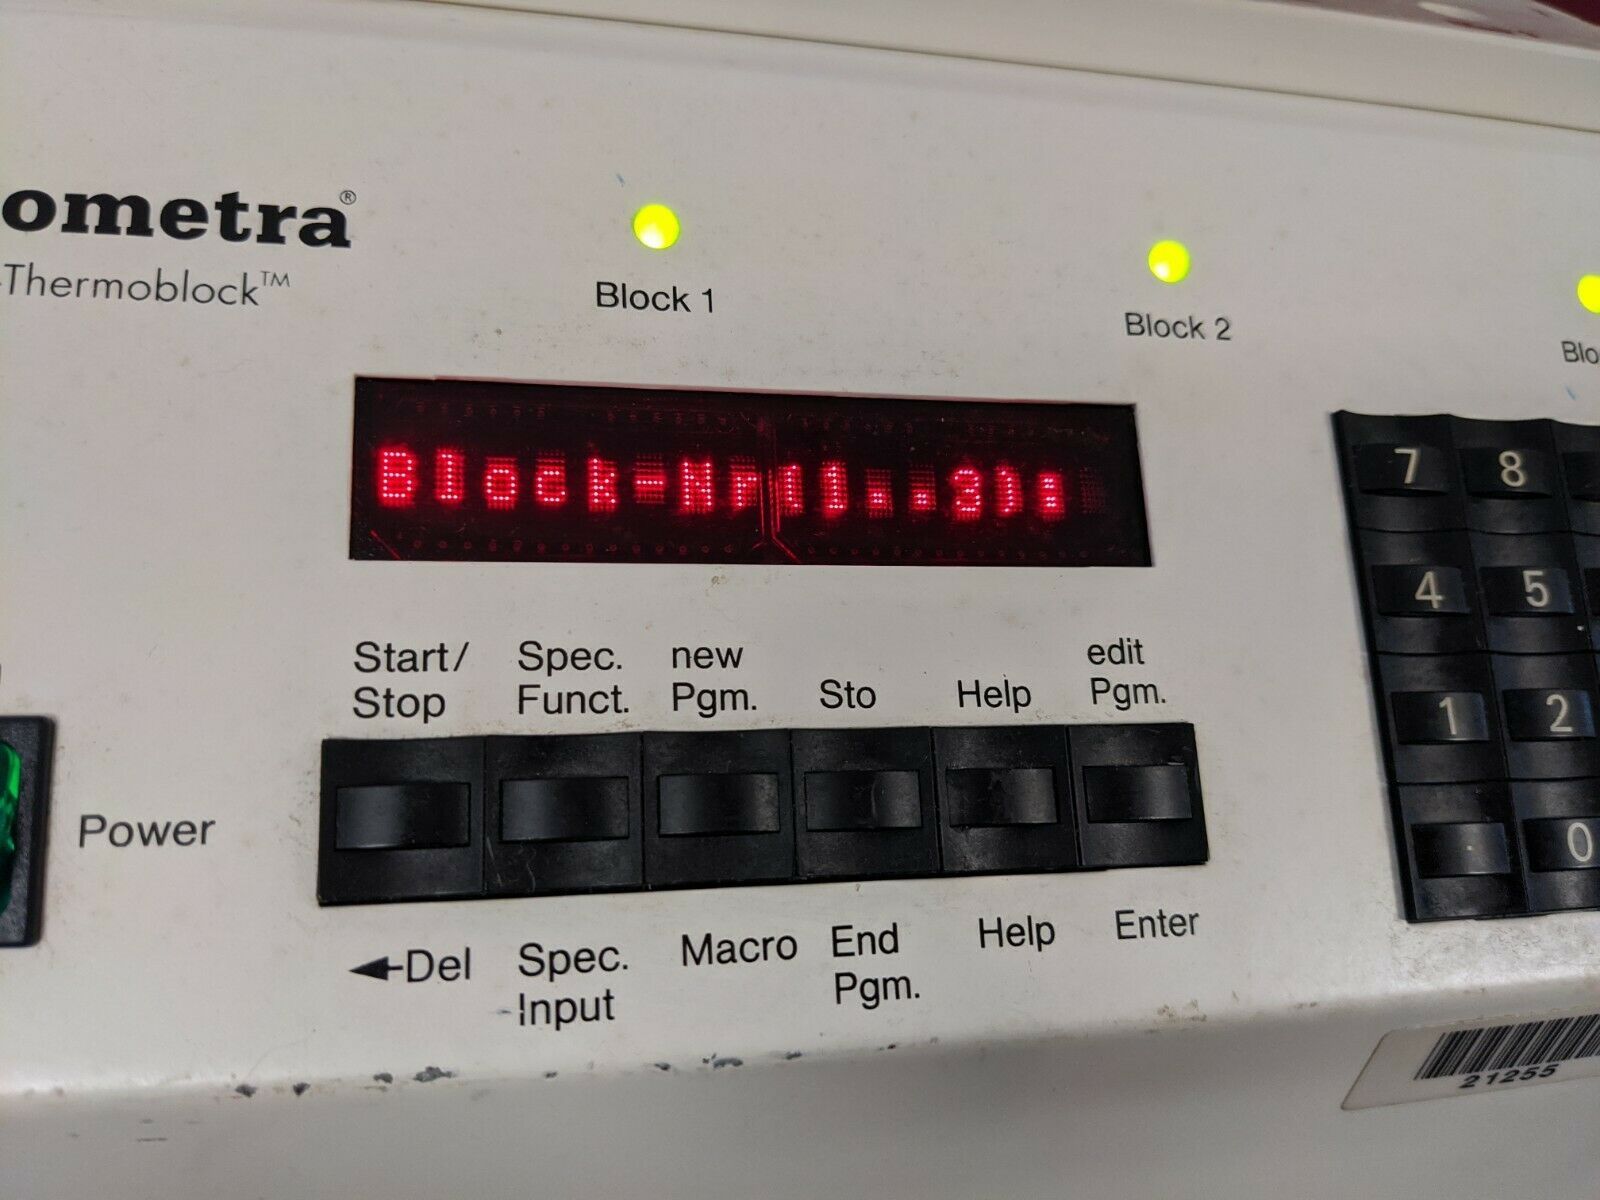 ometra®
-Thermoblock™
Block 1
Block 2
Blo
Block-Nr(1..3):
7 8
4 5
1 2
. 0
Start/
Stop
Spec.
Funct.
new
Pgm.
Sto
Help
edit
Pgm.
Power
←Del
Spec.
Input
Macro
End
Pgm.
Help
Enter
21255